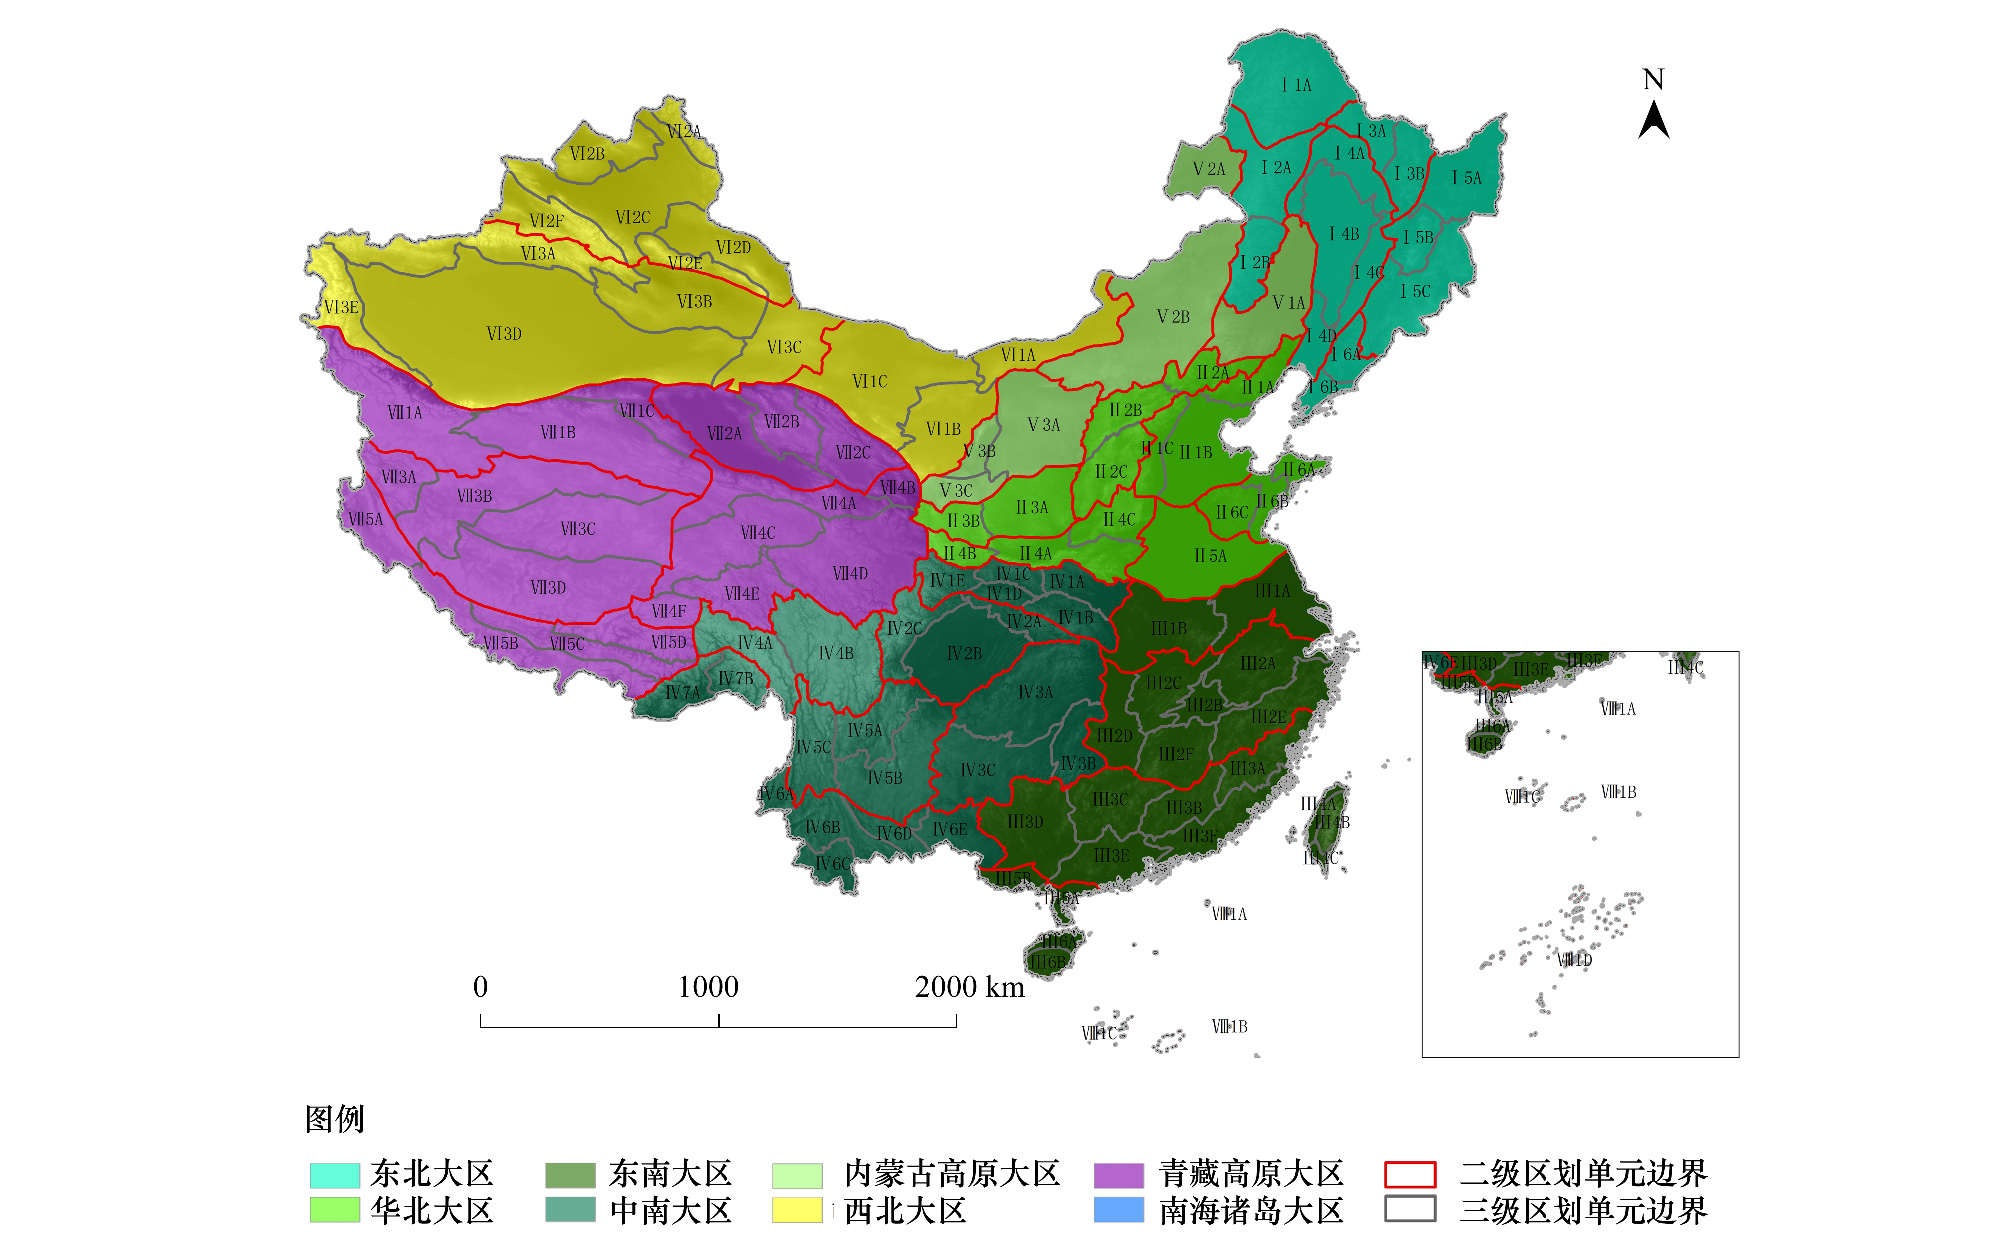 N
Ⅰ1A
Ⅰ3A
Ⅰ4A
Ⅰ2A
Ⅰ3B
Ⅰ5A
Ⅴ2A
Ⅵ2A
Ⅵ2B
Ⅵ2F
Ⅵ2C
Ⅵ2D
Ⅵ3A
Ⅵ2E
Ⅰ4B
Ⅰ5B
Ⅰ2B
Ⅰ4C
Ⅰ5C
Ⅵ3E
Ⅵ3B
Ⅴ1A
Ⅴ2B
Ⅵ3D
Ⅵ3C
Ⅵ1A
Ⅰ4D
Ⅰ6A
Ⅵ1C
Ⅱ2A
Ⅱ1A
Ⅰ6B
Ⅶ1A
Ⅶ1C
Ⅶ2B
Ⅱ2B
Ⅶ1B
Ⅶ2A
Ⅵ1B
Ⅴ3A
Ⅶ2C
Ⅴ3B
Ⅱ1C
Ⅱ1B
Ⅶ3A
Ⅶ3B
Ⅶ4B
Ⅴ3C
Ⅱ2C
Ⅱ6A
Ⅶ4A
Ⅱ3A
Ⅱ6B
Ⅶ5A
Ⅶ3C
Ⅶ4C
Ⅱ3B
Ⅱ4C
Ⅱ6C
Ⅱ4B
Ⅱ4A
Ⅱ5A
Ⅶ3D
Ⅶ4E
Ⅶ4D
Ⅳ1E
Ⅳ1C
Ⅳ1A
Ⅳ1D
Ⅲ1A
Ⅶ4F
Ⅳ2A
Ⅳ1B
Ⅶ5B
Ⅶ5C
Ⅶ5D
Ⅳ4A
Ⅳ2C
Ⅲ1B
Ⅳ4B
Ⅳ2B
Ⅲ2A
Ⅳ7A
Ⅳ7B
Ⅳ3A
Ⅲ2C
Ⅲ2B
Ⅲ2E
Ⅳ5C
Ⅳ5A
Ⅲ2D
Ⅲ2F
Ⅳ5B
Ⅳ3C
Ⅳ3B
Ⅲ3A
Ⅳ6A
Ⅲ3C
Ⅲ3B
Ⅲ4A
Ⅳ6B
Ⅳ6D
Ⅳ6E
Ⅲ3D
Ⅲ3F
Ⅲ4B
Ⅳ6C
Ⅲ3E
Ⅲ4C
Ⅲ5B
Ⅲ5A
Ⅷ1A
Ⅲ6A
Ⅲ6B
Ⅷ1C
Ⅷ1B
Ⅳ6E
Ⅲ3D
Ⅲ3E
Ⅲ3F
Ⅲ4C
Ⅲ5B
Ⅲ5A
Ⅷ1A
Ⅲ6A
Ⅲ6B
Ⅷ1C
Ⅷ1B
Ⅷ1D
0 1000 2000 km
图例
东北大区 东南大区 内蒙古高原大区 青藏高原大区 二级区划单元边界
华北大区 中南大区 西北大区 南海诸岛大区 三级区划单元边界